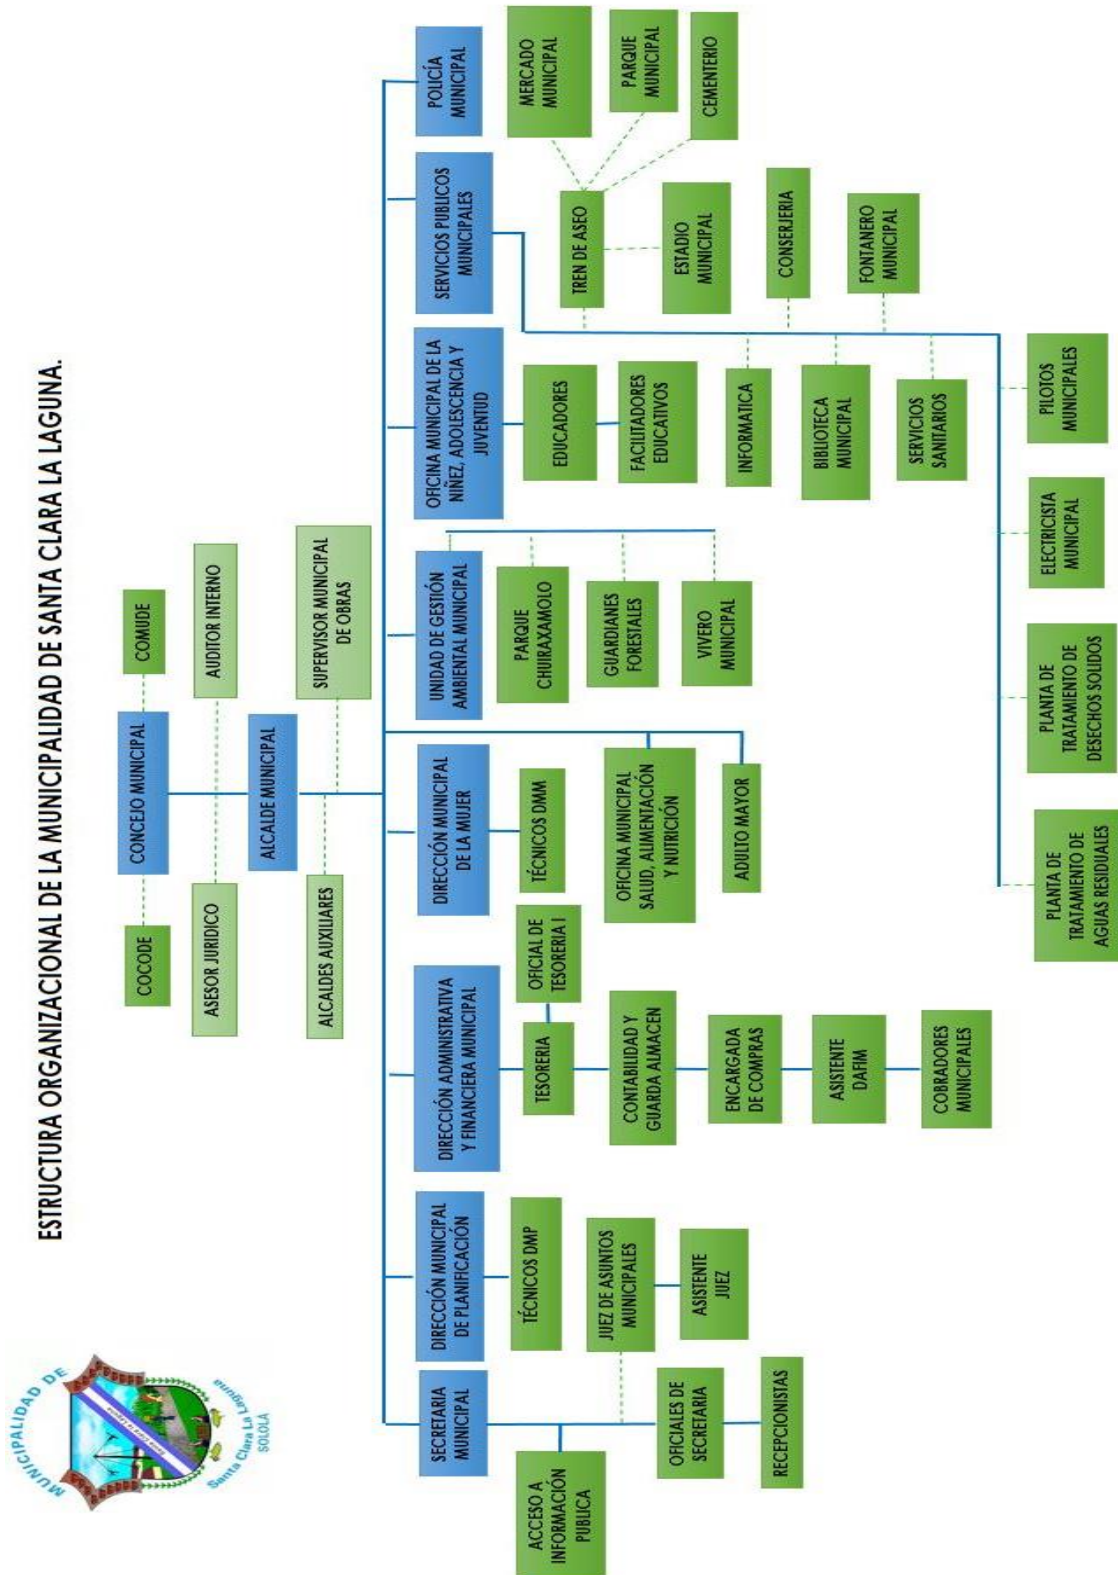 ESTRUCTURA ORGANIZACIONAL DE LA MUNICIPALIDAD DE SANTA CLARA LA LAGUNA.
MUNICIPALIDAD DE
Santa Clara La Laguna
SOLOLÁ
COCODE
CONCEJO MUNICIPAL
COMUDE
ASESOR JURIDICO
AUDITOR INTERNO
ALCALDE MUNICIPAL
ALCALDES AUXILIARES
SUPERVISOR MUNICIPAL
DE OBRAS
SECRETARIA
MUNICIPAL
DIRECCIÓN MUNICIPAL
DE PLANIFICACIÓN
DIRECCIÓN ADMINISTRATIVA
Y FINANCIERA MUNICIPAL
DIRECCIÓN MUNICIPAL
DE LA MUJER
UNIDAD DE GESTIÓN
AMBIENTAL MUNICIPAL
OFICINA MUNICIPAL DE LA
NIÑEZ, ADOLESCENCIA Y
JUVENTUD
SERVICIOS PUBLICOS
MUNICIPALES
POLICÍA
MUNICIPAL
ACCESO A
INFORMACIÓN
PUBLICA
JUEZ DE ASUNTOS
MUNICIPALES
ASISTENTE
JUEZ
OFICIALES DE
SECRETARIA
RECEPCIONISTAS
TÉCNICOS DMP
TESORERIA
OFICIAL DE
TESORERIA I
CONTABILIDAD Y
GUARDA ALMACEN
ENCARGADA
DE COMPRAS
ASISTENTE
DAFIM
COBRADORES
MUNICIPALES
TÉCNICOS DMM
OFICINA MUNICIPAL
SALUD, ALIMENTACIÓN
Y NUTRICIÓN
ADULTO MAYOR
PARQUE
CHUIRAXAMOLO
GUARDIANES
FORESTALES
VIVERO
MUNICIPAL
EDUCADORES
FACILITADORES
EDUCATIVOS
TREN DE ASEO
MERCADO
MUNICIPAL
PARQUE
MUNICIPAL
CEMENTERIO
ESTADIO
MUNICIPAL
INFORMATICA
CONSERJERIA
BIBLIOTECA
MUNICIPAL
FONTANERO
MUNICIPAL
SERVICIOS
SANITARIOS
PLANTA DE
TRATAMIENTO DE
AGUAS RESIDUALES
PLANTA DE
TRATAMIENTO DE
DESECHOS SOLIDOS
ELECTRICISTA
MUNICIPAL
PILOTOS
MUNICIPALES